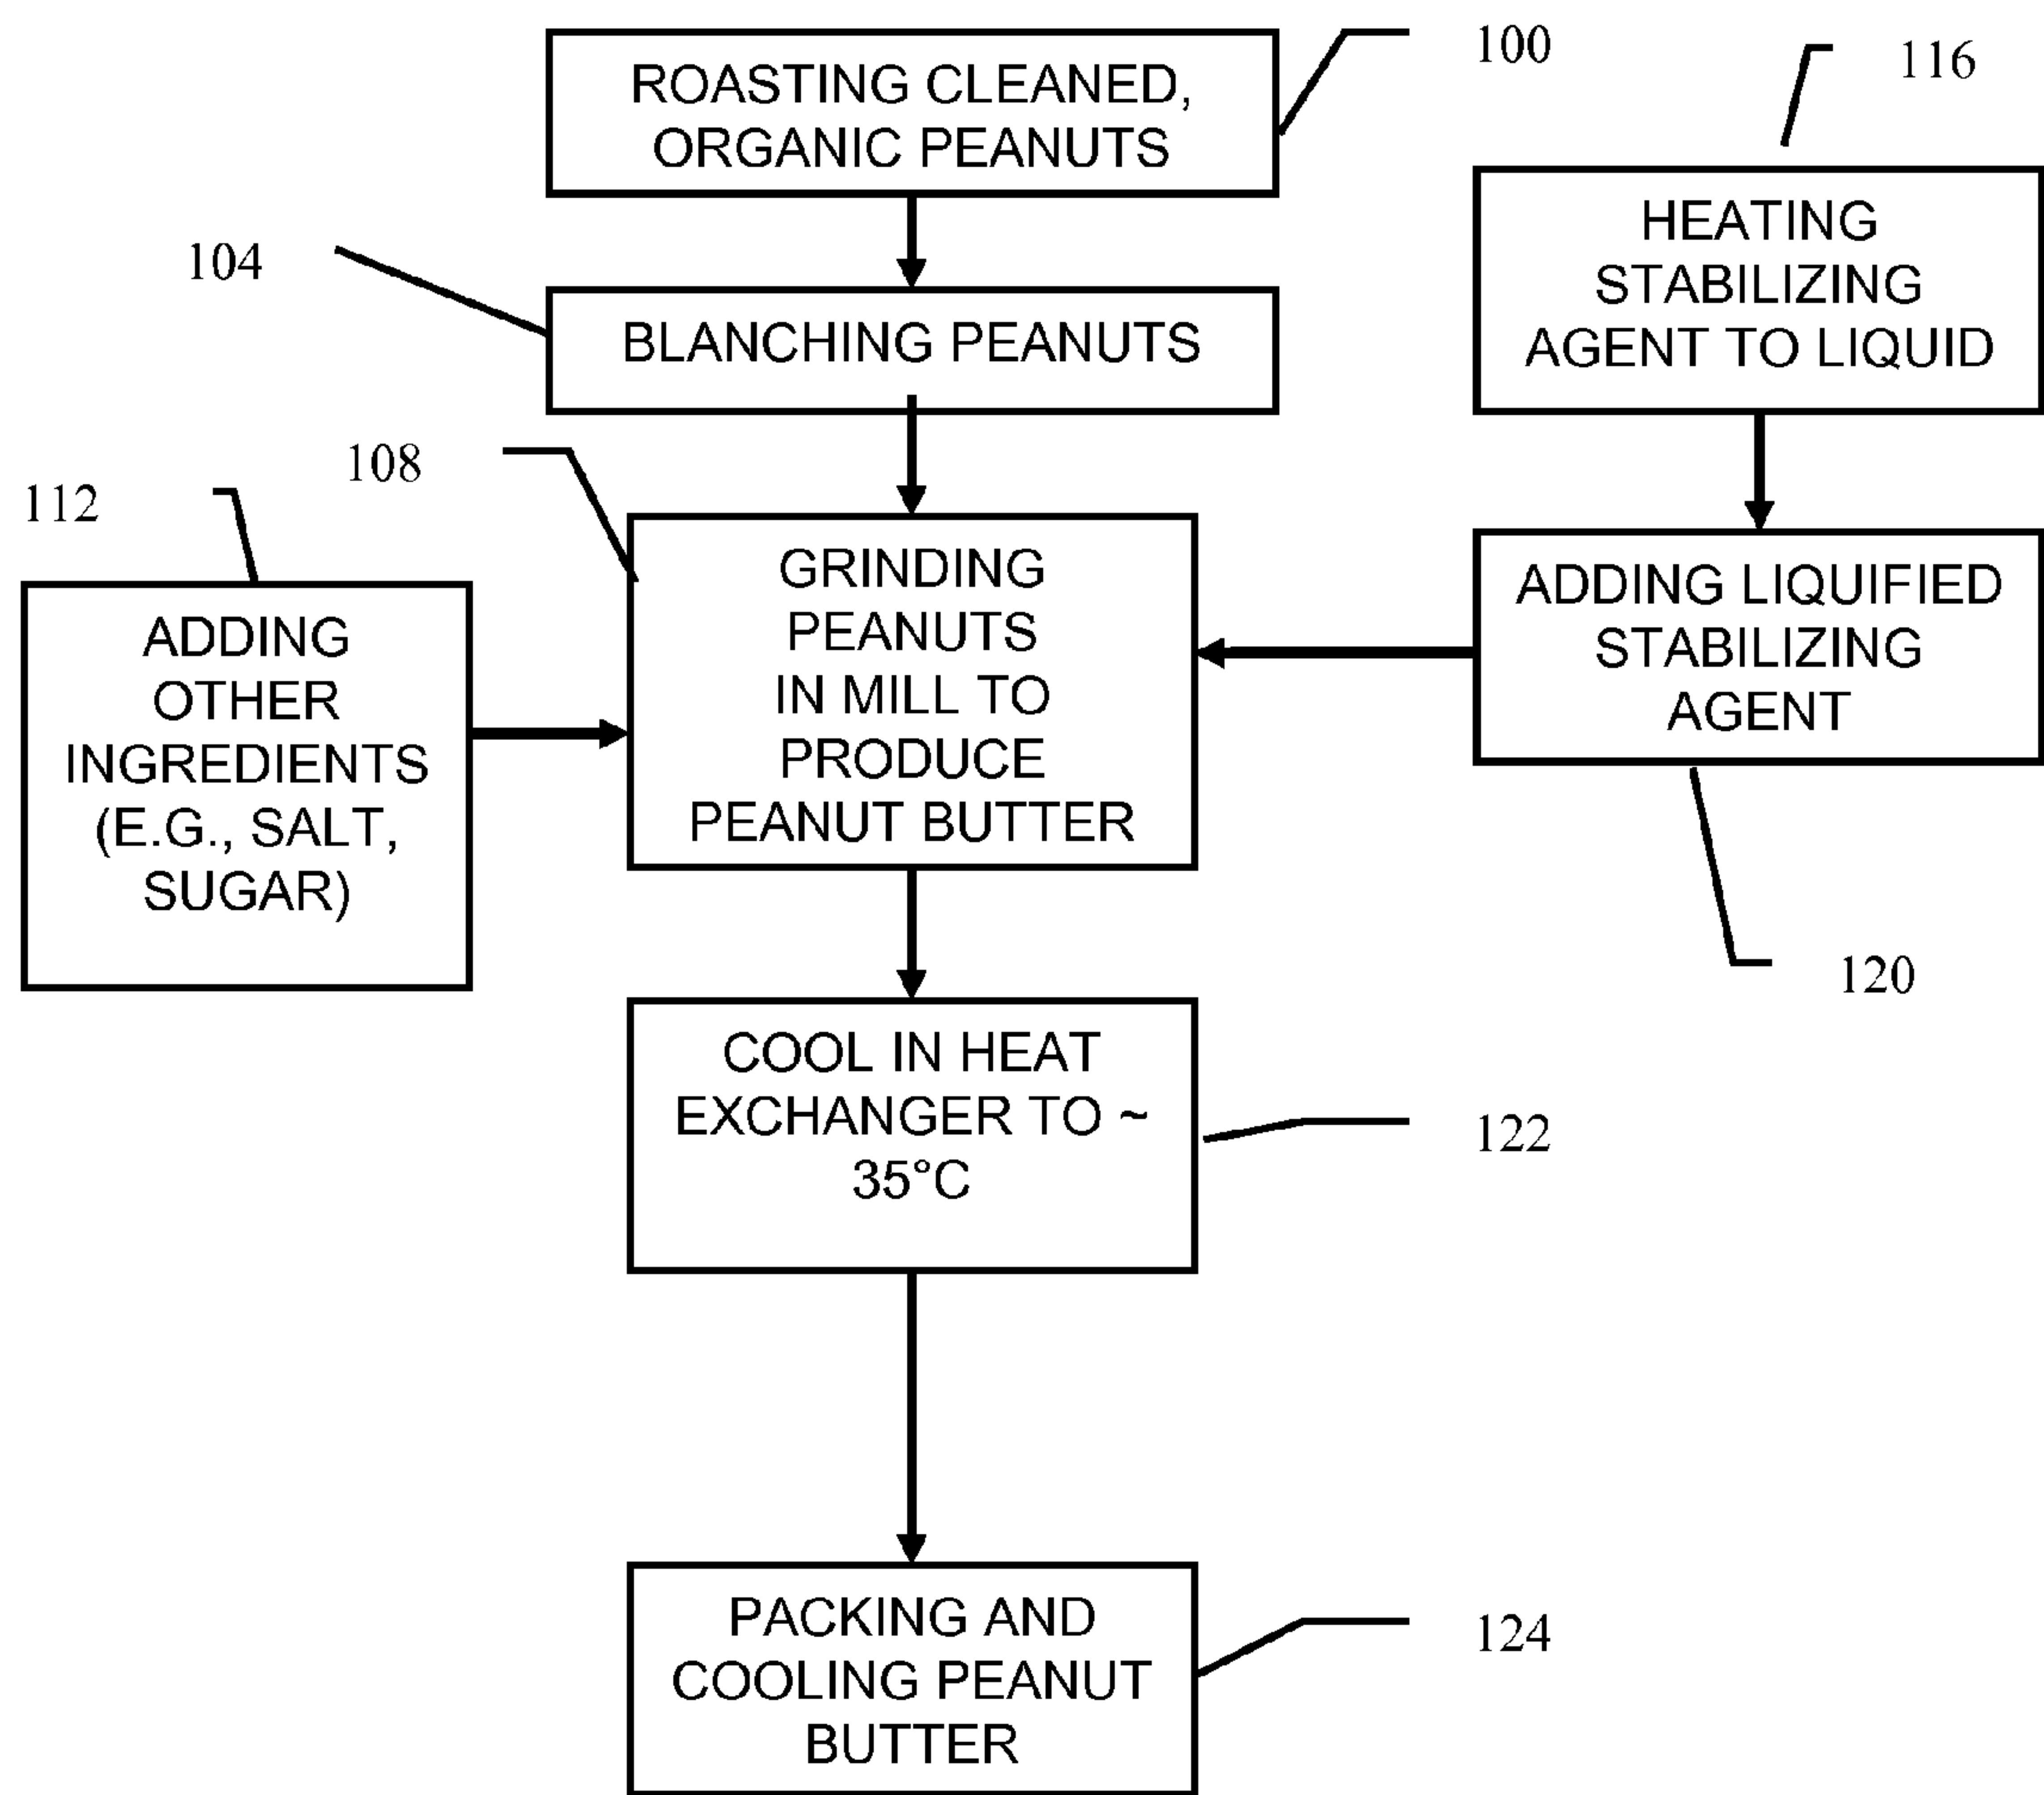 ROASTING CLEANED,
ORGANIC PEANUTS
100
116
HEATING
STABILIZING
AGENT TO LIQUID
104
BLANCHING PEANUTS
108
112
GRINDING
PEANUTS
IN MILL TO
PRODUCE
PEANUT BUTTER
ADDING LIQUIFIED
STABILIZING
AGENT
ADDING
OTHER
INGREDIENTS
(E.G., SALT,
SUGAR)
120
COOL IN HEAT
EXCHANGER TO ~
35°C
122
PACKING AND
COOLING PEANUT
BUTTER
124